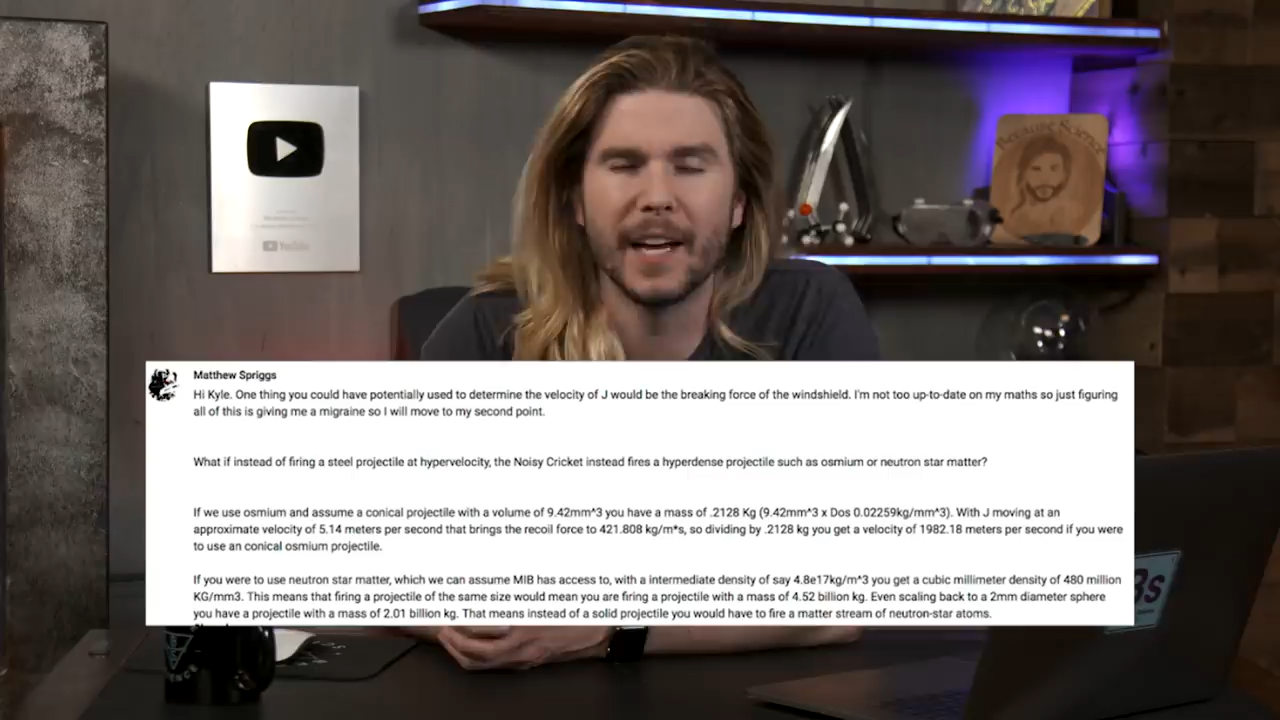 Because Science
YouTube
Matthew Spriggs
Hi Kyle. One thing you could have potentially used to determine the velocity of J would be the breaking force of the windshield. I'm not too up-to-date on my maths so just figuring
all of this is giving me a migraine so I will move to my second point.
What if instead of firing a steel projectile at hypervelocity, the Noisy Cricket instead fires a hyperdense projectile such as osmium or neutron star matter?
If we use osmium and assume a conical projectile with a volume of 9.42mm^3 you have a mass of .2128 Kg (9.42mm^3 x Dos 0.02259kg/mm^3). With J moving at an
approximate velocity of 5.14 meters per second that brings the recoil force to 421.808 kg/m*s, so dividing by .2128 kg you get a velocity of 1982.18 meters per second if you were
to use an conical osmium projectile.
If you were to use neutron star matter, which we can assume MIB has access to, with a intermediate density of say 4.8e17kg/m^3 you get a cubic millimeter density of 480 million
KG/mm3. This means that firing a projectile of the same size would mean you are firing a projectile with a mass of 4.52 billion kg. Even scaling back to a 2mm diameter sphere
you have a projectile with a mass of 2.01 billion kg. That means instead of a solid projectile you would have to fire a matter stream of neutron-star atoms.